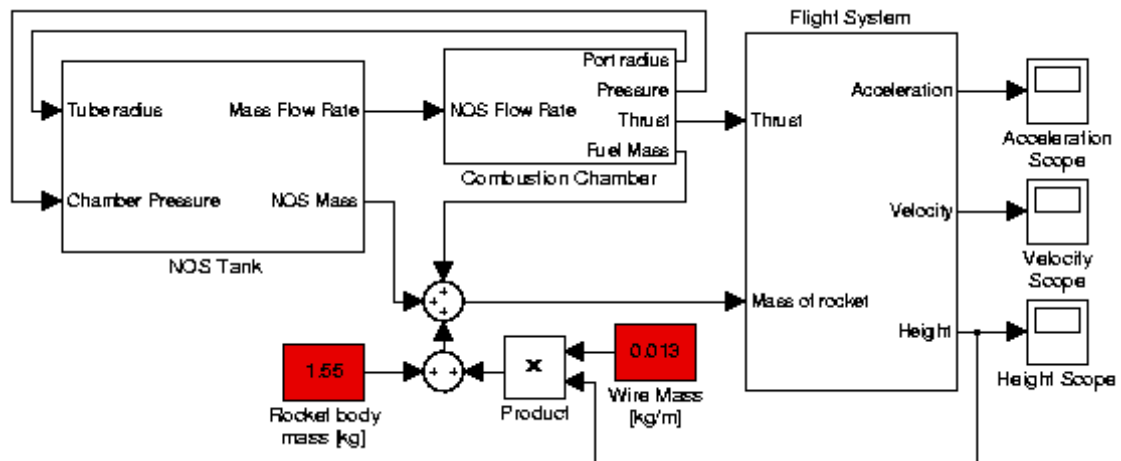 Flight System
Port radius
Tube radius
Mass Flow Rate
NOS Flow Rate
Pressure
Thrust
Fuel Mass
Combustion Chamber
Chamber Pressure
NOS Mass
NOS Tank
Thrust
Acceleration
Acceleration
Scope
Velocity
Velocity
Scope
Mass of rocket
Height
Height Scope
+
+
+
1.55
Rocket body
mass [kg]
+ +
x
Product
0.013
Wire Mass
[kg/m]